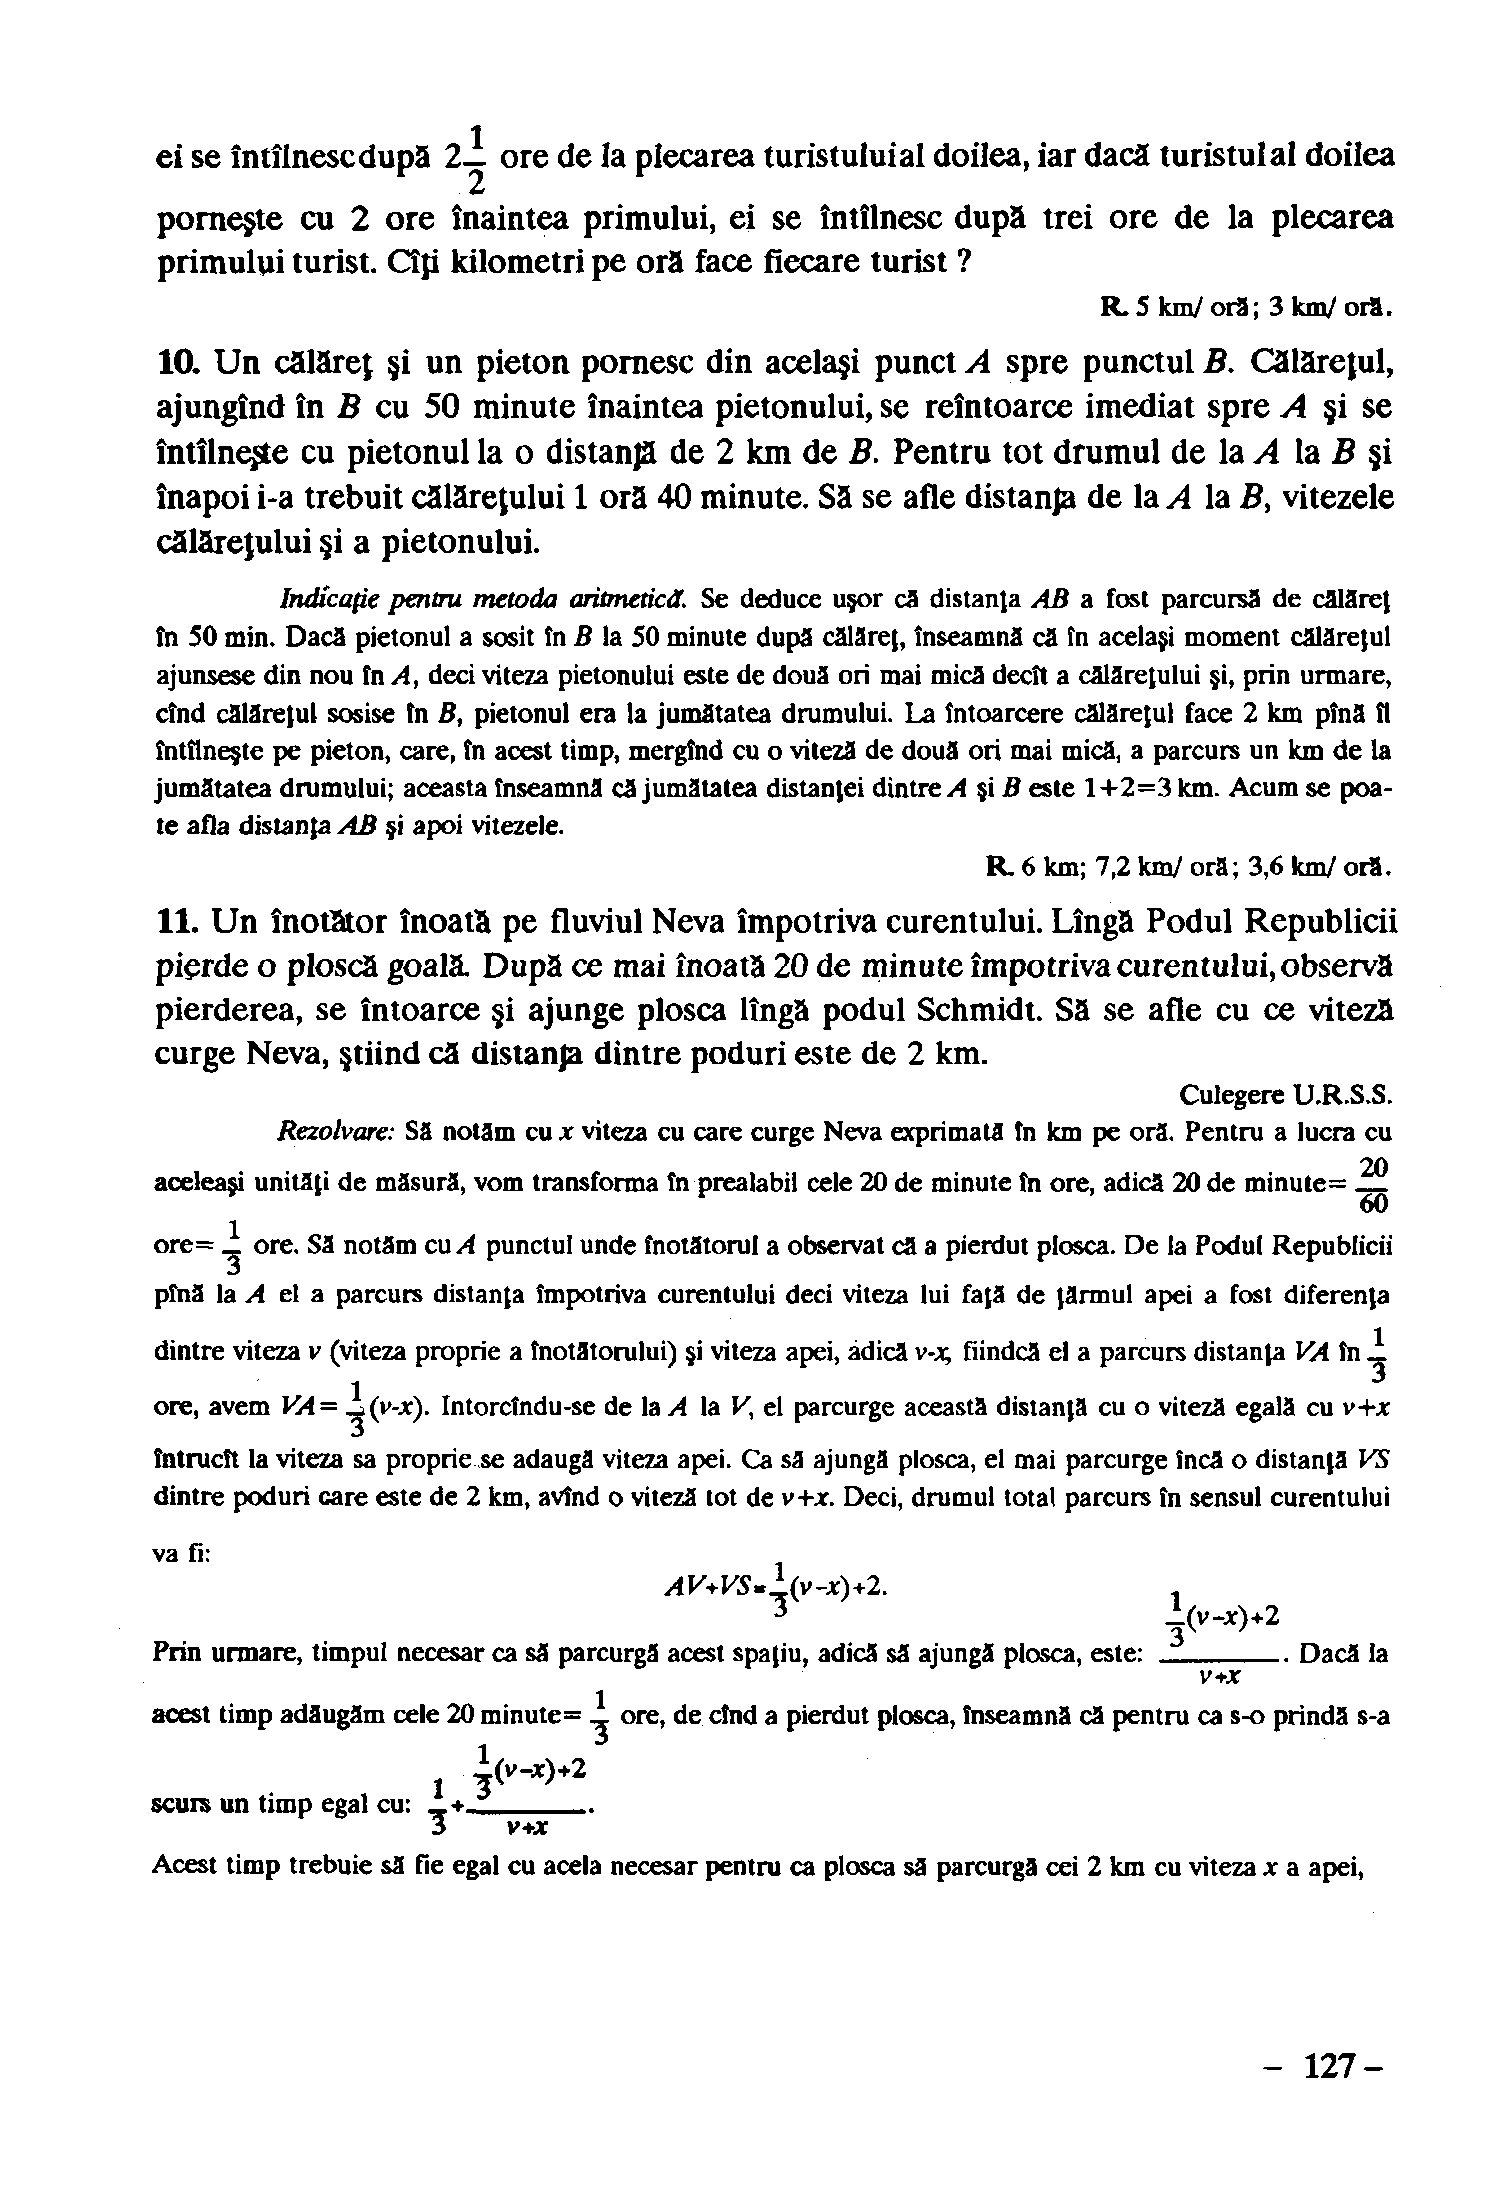 ei se întîlnesc după 2 1/2 ore de la plecarea turistului al doilea, iar dacă turistul al doilea
pornește cu 2 ore înaintea primului, ei se întîlnesc după trei ore de la plecarea
primului turist. Cîți kilometri pe oră face fiecare turist ?
R. 5 km/ oră; 3 km/ oră.
10. Un călăreț și un pieton pornesc din același punct A spre punctul B. Călărețul,
ajungînd în B cu 50 minute înaintea pietonului, se reîntoarce imediat spre A și se
întîlnește cu pietonul la o distanță de 2 km de B. Pentru tot drumul de la A la B și
înapoi i-a trebuit călărețului 1 oră 40 minute. Să se afle distanța de la A la B, vitezele
călărețului și a pietonului.
Indicație pentru metoda aritmetică. Se deduce ușor că distanța AB a fost parcursă de călăreț
în 50 min. Dacă pietonul a sosit în B la 50 minute după călăreț, înseamnă că în același moment călărețul
ajunsese din nou în A, deci viteza pietonului este de două ori mai mică decît a călărețului și, prin urmare,
cînd călărețul sosise în B, pietonul era la jumătatea drumului. La întoarcere călărețul face 2 km pînă îl
întîlnește pe pieton, care, în acest timp, mergînd cu o viteză de două ori mai mică, a parcurs un km de la
jumătatea drumului; aceasta înseamnă că jumătatea distanței dintre A și B este 1+2=3 km. Acum se poa-
te afla distanța AB și apoi vitezele.
R. 6 km; 7,2 km/ oră; 3,6 km/ oră.
11. Un înotător înoată pe fluviul Neva împotriva curentului. Lîngă Podul Republicii
pierde o ploscă goală. După ce mai înoată 20 de minute împotriva curentului, observă
pierderea, se întoarce și ajunge plosca lîngă podul Schmidt. Să se afle cu ce viteză
curge Neva, știind că distanța dintre poduri este de 2 km.
Culegere U.R.S.S.
Rezolvare: Să notăm cu x viteza cu care curge Neva exprimată în km pe oră. Pentru a lucra cu
aceleași unități de măsură, vom transforma în prealabil cele 20 de minute în ore, adică 20 de minute= 20/60
ore= 1/3 ore. Să notăm cu A punctul unde înotătorul a observat că a pierdut plosca. De la Podul Republicii
pînă la A el a parcurs distanța împotriva curentului deci viteza lui față de țărmul apei a fost diferența
dintre viteza v (viteza proprie a înotătorului) și viteza apei, adică v-x, fiindcă el a parcurs distanța VA în 1/3
ore, avem VA= 1/3(v-x). Intorcîndu-se de la A la V, el parcurge această distanță cu o viteză egală cu v+x
întrucît la viteza sa proprie se adaugă viteza apei. Ca să ajungă plosca, el mai parcurge încă o distanță VS
dintre poduri care este de 2 km, avînd o viteză tot de v+x. Deci, drumul total parcurs în sensul curentului
va fi:
AV+VS=1/3(v-x)+2.
Prin urmare, timpul necesar ca să parcurgă acest spațiu, adică să ajungă plosca, este: (1/3(v-x)+2)/(v+x). Dacă la
acest timp adăugăm cele 20 minute= 1/3 ore, de cînd a pierdut plosca, înseamnă că pentru ca s-o prindă s-a
scurs un timp egal cu: 1/3+(1/3(v-x)+2)/(v+x).
Acest timp trebuie să fie egal cu acela necesar pentru ca plosca să parcurgă cei 2 km cu viteza x a apei,
- 127 -